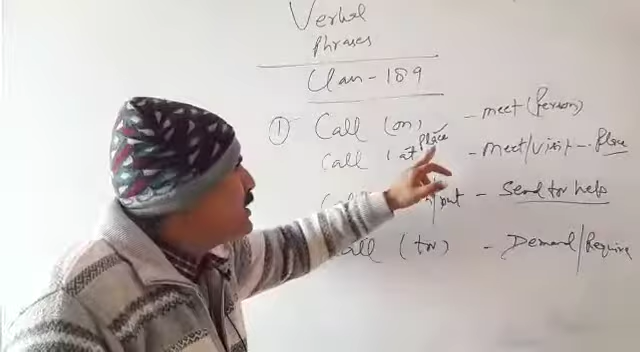 Verbal
Phrases
Class - 189
① Call (on) - meet (Person)
Call (at place - meet/visit - Place
/out - Send for help
Call (for) - Demand/Require